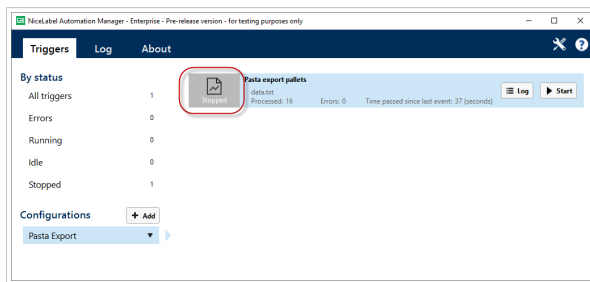 NiceLabel Automation Manager - Enterprise - Pre-release version - for testing purposes only
Triggers Log About
By status
All triggers 1
Errors 0
Running 0
Idle 0
Stopped 1
Configurations + Add
Pasta Export
Stopped
Pasta export pallets
data.txt
Processed: 16 Errors: 0 Time passed since last event: 37 (seconds)
Log Start